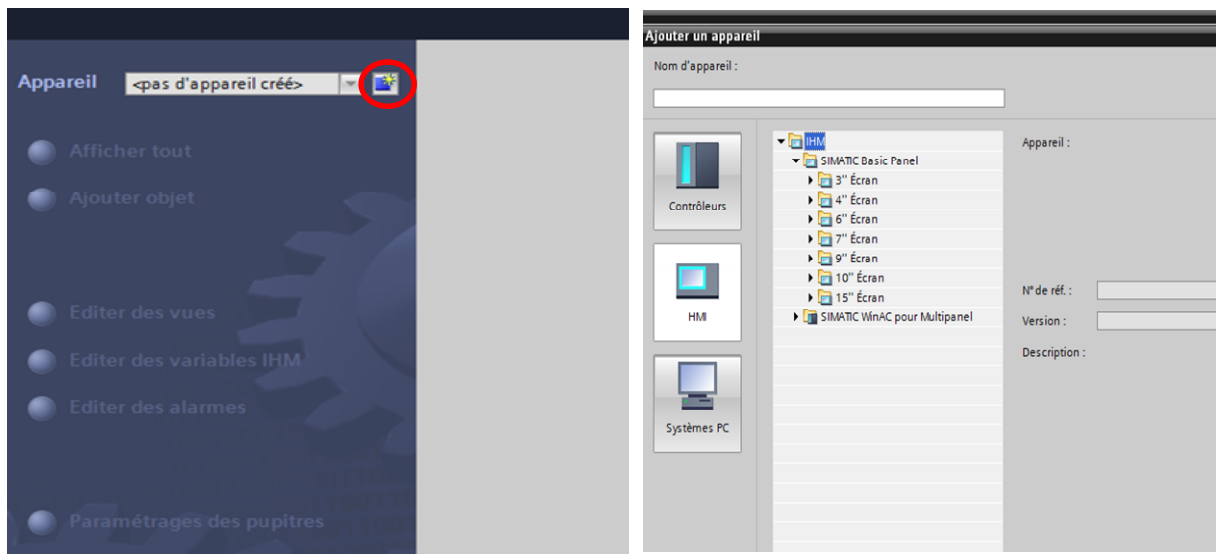 Appareil <pas d'appareil créé>
Afficher tout
Ajouter objet
Editer des vues
Editer des variables IHM
Editer des alarmes
Paramétrages des pupitres
Ajouter un appareil
Nom d'appareil :
Contrôleurs
HMI
Systèmes PC
IHM
SIMATIC Basic Panel
3'' Écran
4'' Écran
6'' Écran
7'' Écran
9'' Écran
10'' Écran
15'' Écran
SIMATIC WinAC pour Multipanel
Appareil :
N° de réf. :
Version :
Description :